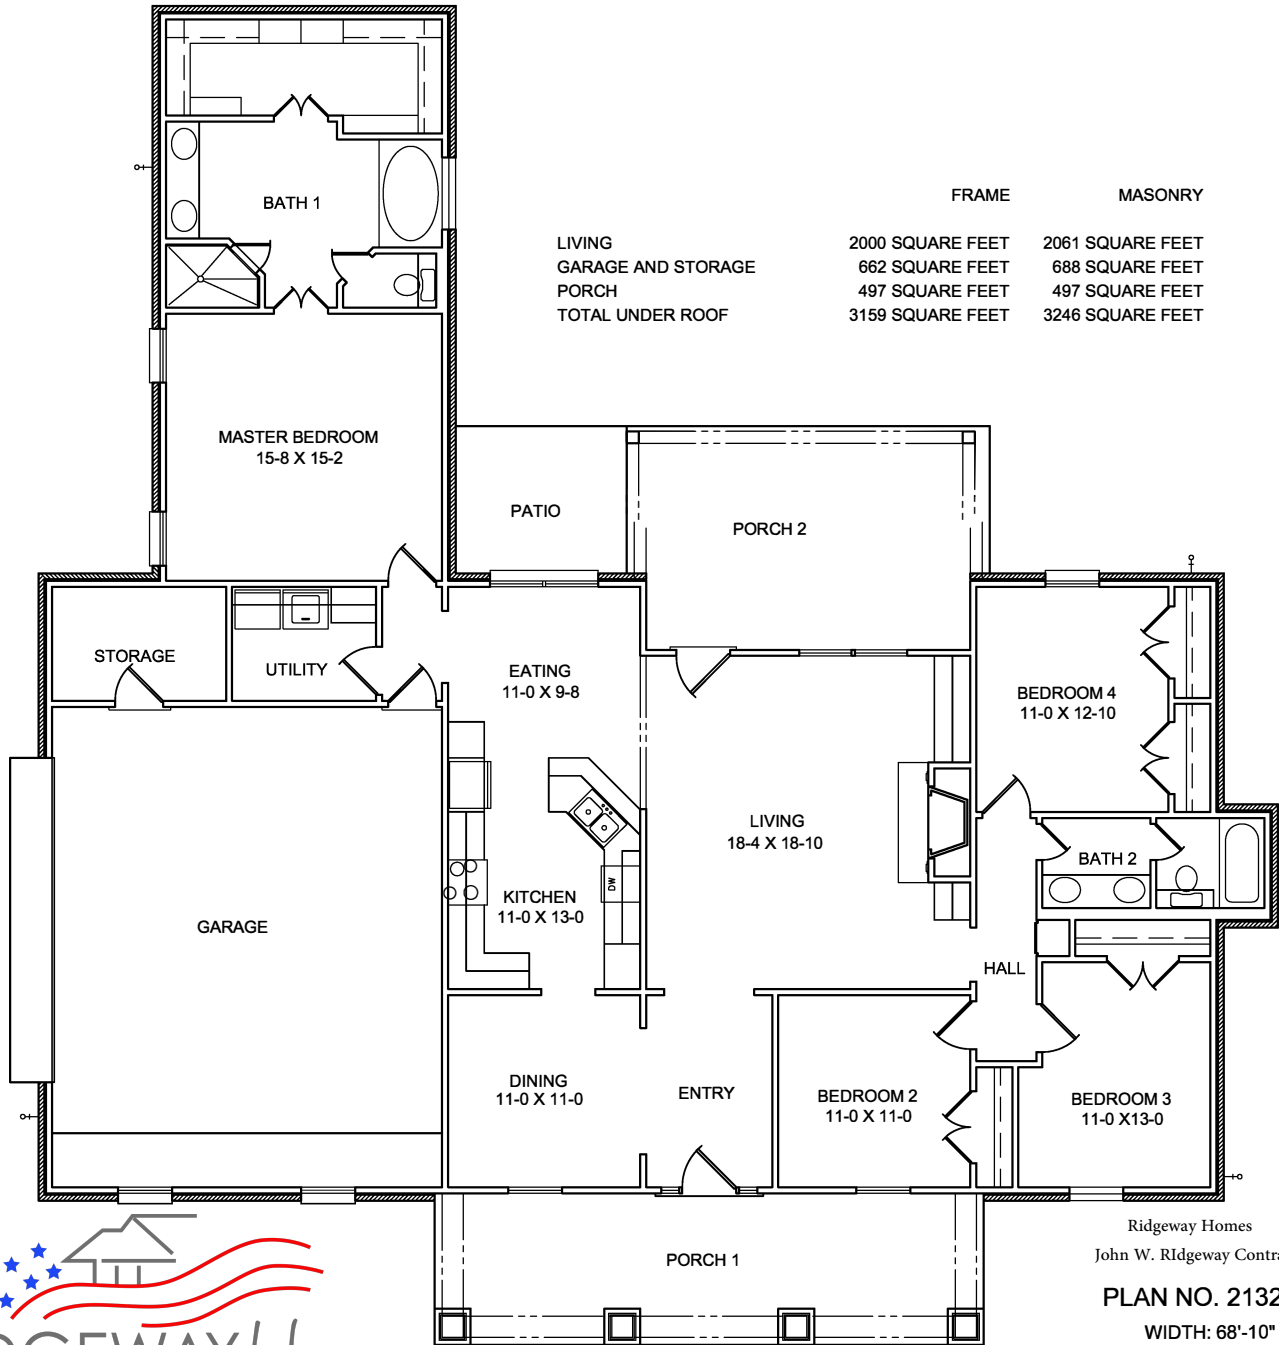 FRAME MASONRY
LIVING 2000 SQUARE FEET 2061 SQUARE FEET
GARAGE AND STORAGE 662 SQUARE FEET 688 SQUARE FEET
PORCH 497 SQUARE FEET 497 SQUARE FEET
TOTAL UNDER ROOF 3159 SQUARE FEET 3246 SQUARE FEET
BATH 1
MASTER BEDROOM
15-8 X 15-2
PATIO
PORCH 2
STORAGE
UTILITY
EATING
11-0 X 9-8
BEDROOM 4
11-0 X 12-10
LIVING
18-4 X 18-10
BATH 2
DW
KITCHEN
11-0 X 13-0
GARAGE
HALL
DINING
11-0 X 11-0
ENTRY
BEDROOM 2
11-0 X 11-0
BEDROOM 3
11-0 X13-0
PORCH 1
Ridgeway Homes
John W. RIdgeway
PLAN NO. 2132
WIDTH: 68'-10"